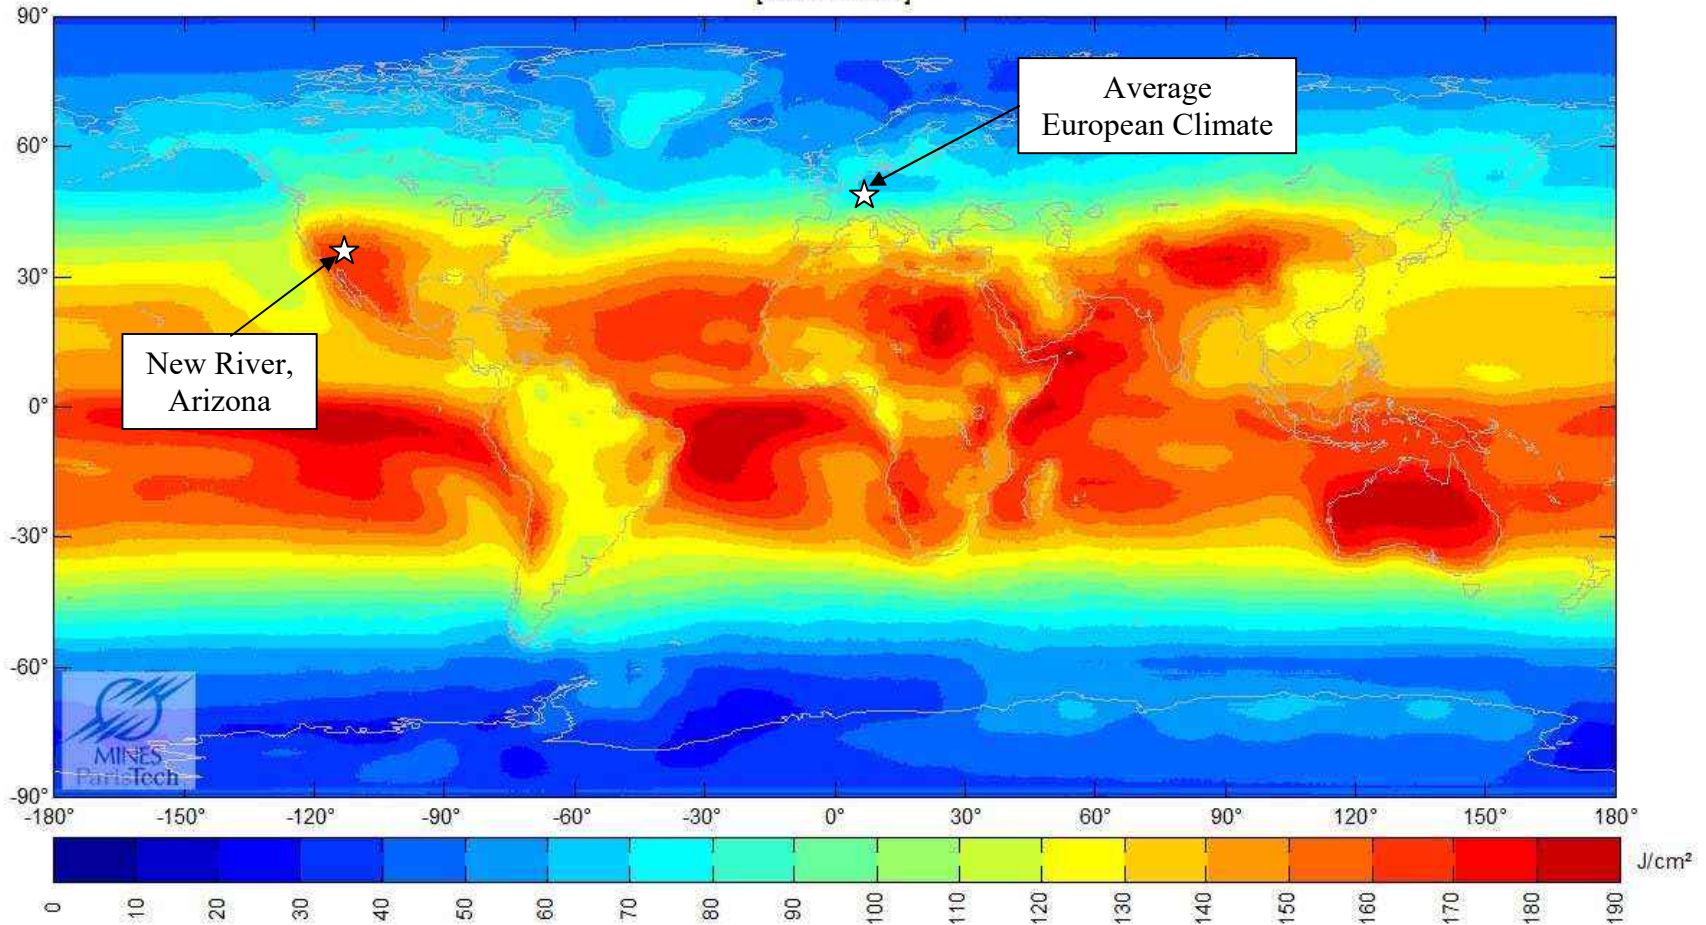 90°
60°
30°
0°
-30°
-60°
-90°
Average
European Climate
New River,
Arizona
MINES
ParisTech
-180° -150° -120° -90° -60° -30° 0° 30° 60° 90° 120° 150° 180°
J/cm²
0 10 20 30 40 50 60 70 80 90 100 110 120 130 140 150 160 170 180 190